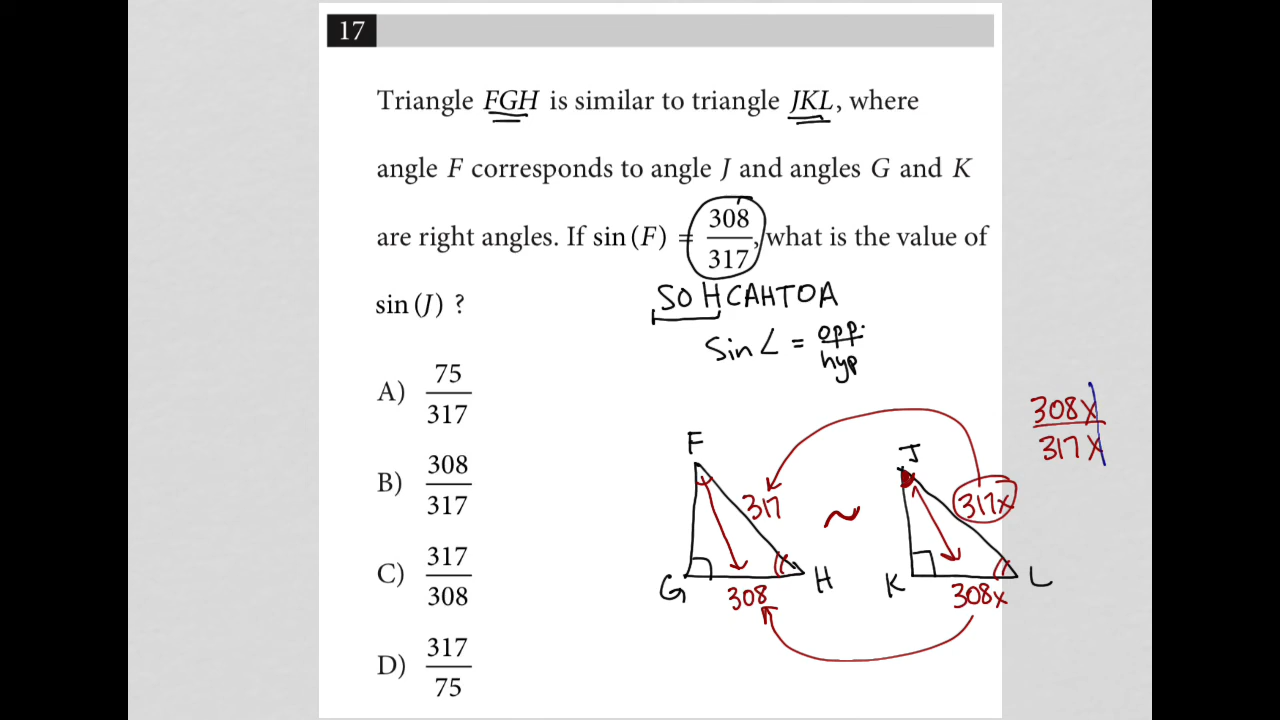 17
Triangle FGH is similar to triangle JKL, where
angle F corresponds to angle J and angles G and K
are right angles. If sin (F) = 308/317, what is the value of
sin (J) ?
SOHCAHTOA
Sin∠ = opp./hyp
A) 75/317
B) 308/317
C) 317/308
D) 317/75
308x/317x
F
317
G
308
H
~
J
317x
K
308x
L